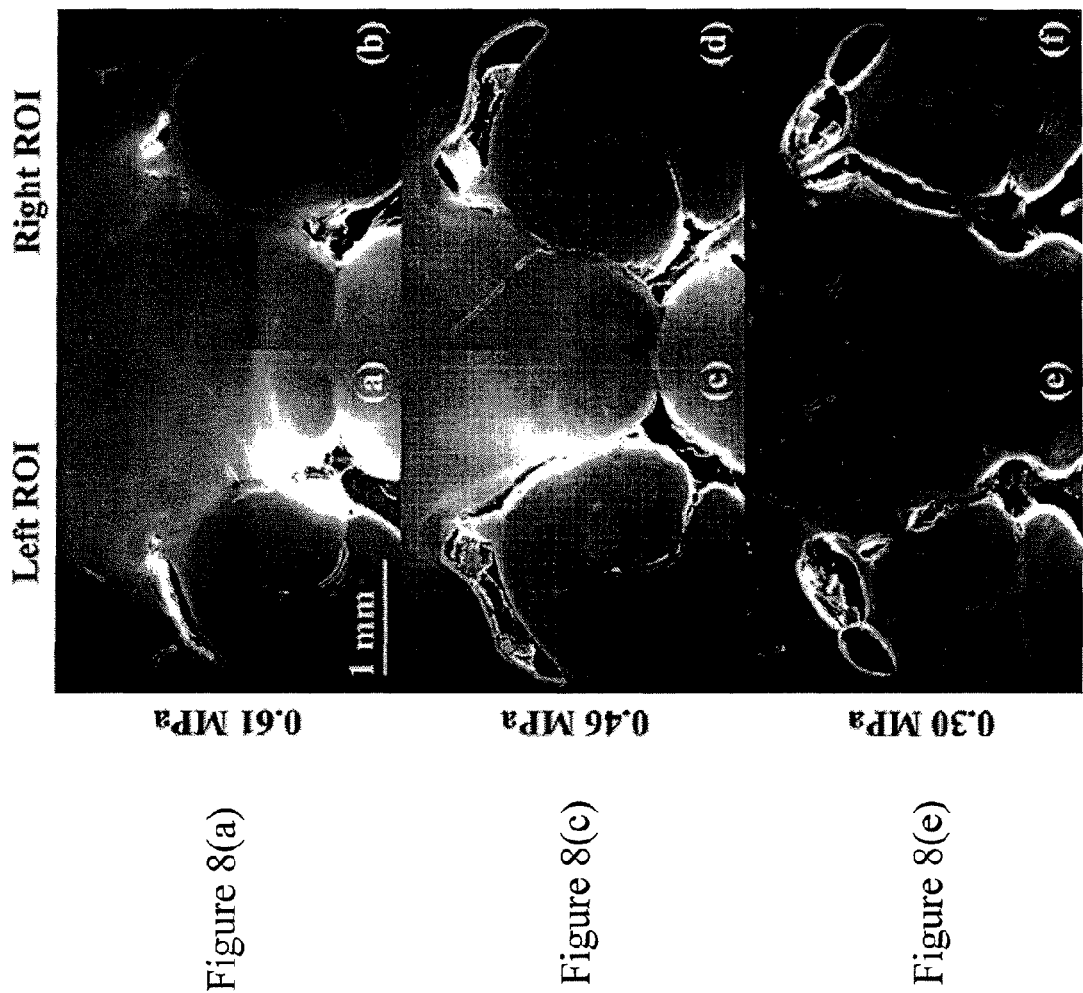 Left ROI
Right ROI
Figure 8(a)
0.61 MPa
1 mm
(a)
(b)
Figure 8(c)
0.46 MPa
(c)
(d)
Figure 8(e)
0.30 MPa
(e)
(f)